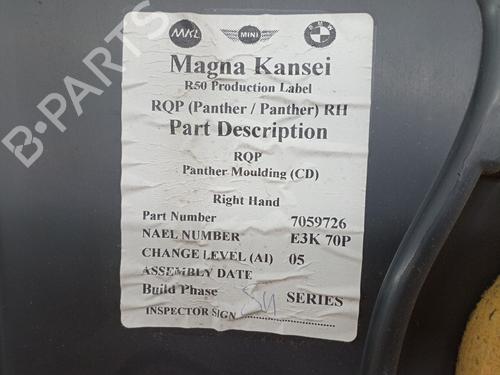 MKL MINI BMW
Magna Kansei
R50 Production Label
RQP (Panther / Panther) RH
Part Description
RQP
Panther Moulding (CD)
Right Hand
Part Number 7059726
NAEL NUMBER E3K 70P
CHANGE LEVEL (AI) 05
ASSEMBLY DATE
Build Phase SERIES
INSPECTOR SIGN